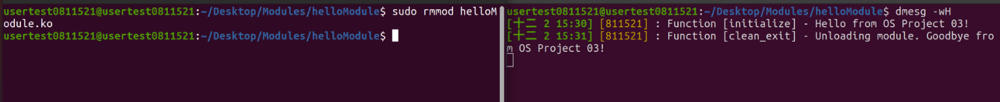 usertest0811521@usertest0811521:~/Desktop/Modules/helloModule$ sudo rmmod helloM
odule.ko
usertest0811521@usertest0811521:~/Desktop/Modules/helloModule$
usertest0811521@usertest0811521:~/Desktop/Modules/helloModule$ dmesg -wH
[十二 2 15:30] [811521] : Function [initialize] - Hello from OS Project 03!
[十二 2 15:31] [811521] : Function [clean_exit] - Unloading module. Goodbye fro
m OS Project 03!